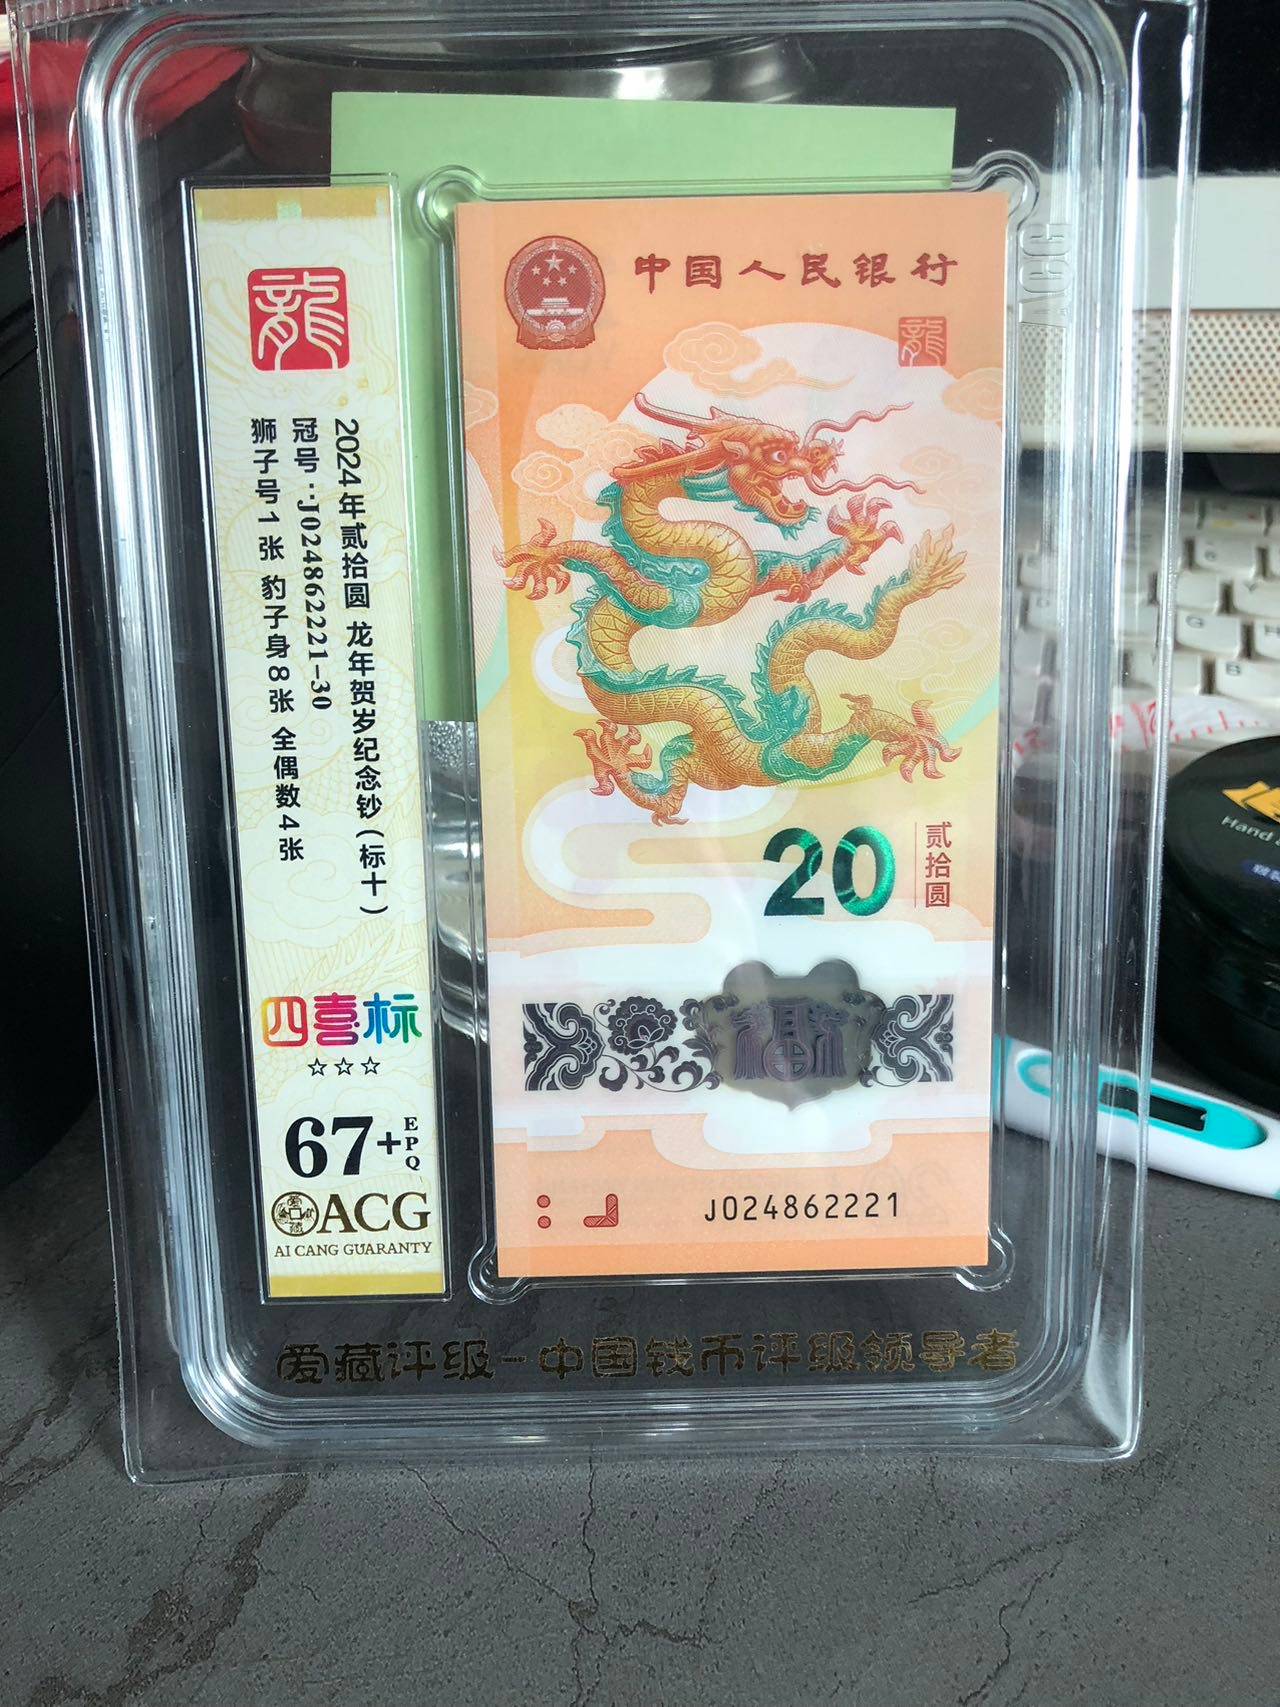 龍
2024年贰拾圆 龙年贺岁纪念钞(标十)
冠号:J024862221-30
狮子号1张 豹子身8张 全偶数4张
四喜标
☆☆☆
67+EPQ
ACG
AI CANG GUARANTY
中国人民银行
龍
20
贰拾圆
福
J024862221
爱藏评级-中国钱币评级领导者
ACG
Hand